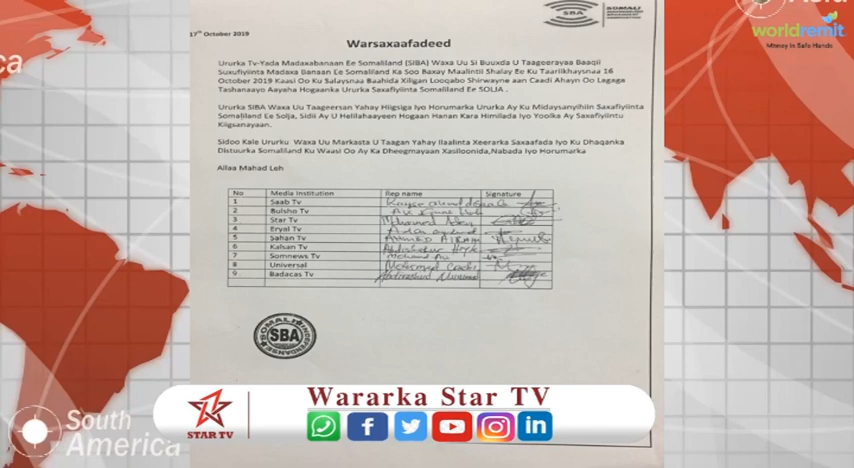 SBA
SOMALI
worldremit
Money in Safe Hands
17th October 2019
Warsaxaafadeed
Ururka Tv-Yada Madaxabanaan Ee Somaliland (SIBA) Waxa Uu Si Buuxda U Taageerayaa Baaqii
Suxufiyiinta Madaxa Banaan Ee Somaliland Ka Soo Baxay Maalintii Shalay Ee Ku Taariikhaysnaa 16
October 2019 Kaasi Oo Ku Salaysnaa Baahida Xiligan Looqabo Shirwayne aan Caadi Ahayn Oo Lagaga
Tashanaayo Aayaha Hogaanka Ururka Saxafiyiinta Somaliland Ee SOLJA .
Ururka SIBA Waxa Uu Taageersan Yahay Hiigsiga Iyo Horumarka Ururka Ay Ku Midaysanyihiin Saxafiyiinta
Somaliland Ee Solja, Sidii Ay U Helilahaayeen Hogaan Hanan Kara Himilada Iyo Yoolka Ay Saxafiyiintu
Kiigsanayaan.
Sidoo Kale Ururku Waxa Uu Markasta U Taagan Yahay Ilaalinta Xeerarka Saxaafada Iyo Ku Dhaqanka
Distuurka Somaliland Ku Waasi Oo Ay Ka Dheegmayaan Xasiloonida,Nabada Iyo Horumarka
Allaa Mahad Leh
No Media Institution Rep name Signature
1 Saab Tv
2 Bulsho Tv
3 Star Tv
4 Eryal Tv
5 Sahan Tv
6 Kalsan Tv
7 Somnews Tv
8 Universal
9 Badacas Tv
SBA
Wararka Star TV
STAR TV
South
America